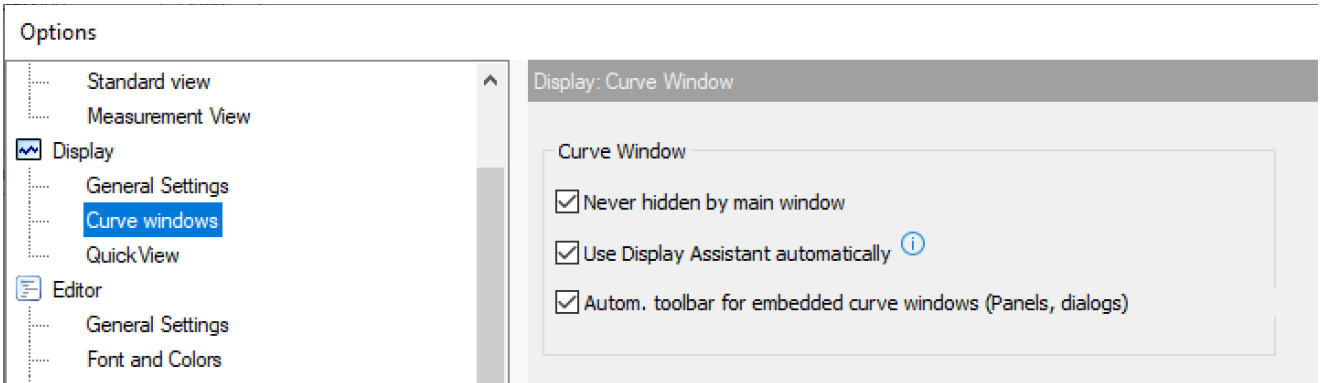 Options
Standard view
Measurement View
Display
General Settings
Curve windows
QuickView
Editor
General Settings
Font and Colors
Display: Curve Window
Curve Window
Never hidden by main window
Use Display Assistant automatically
Autom. toolbar for embedded curve windows (Panels, dialogs)